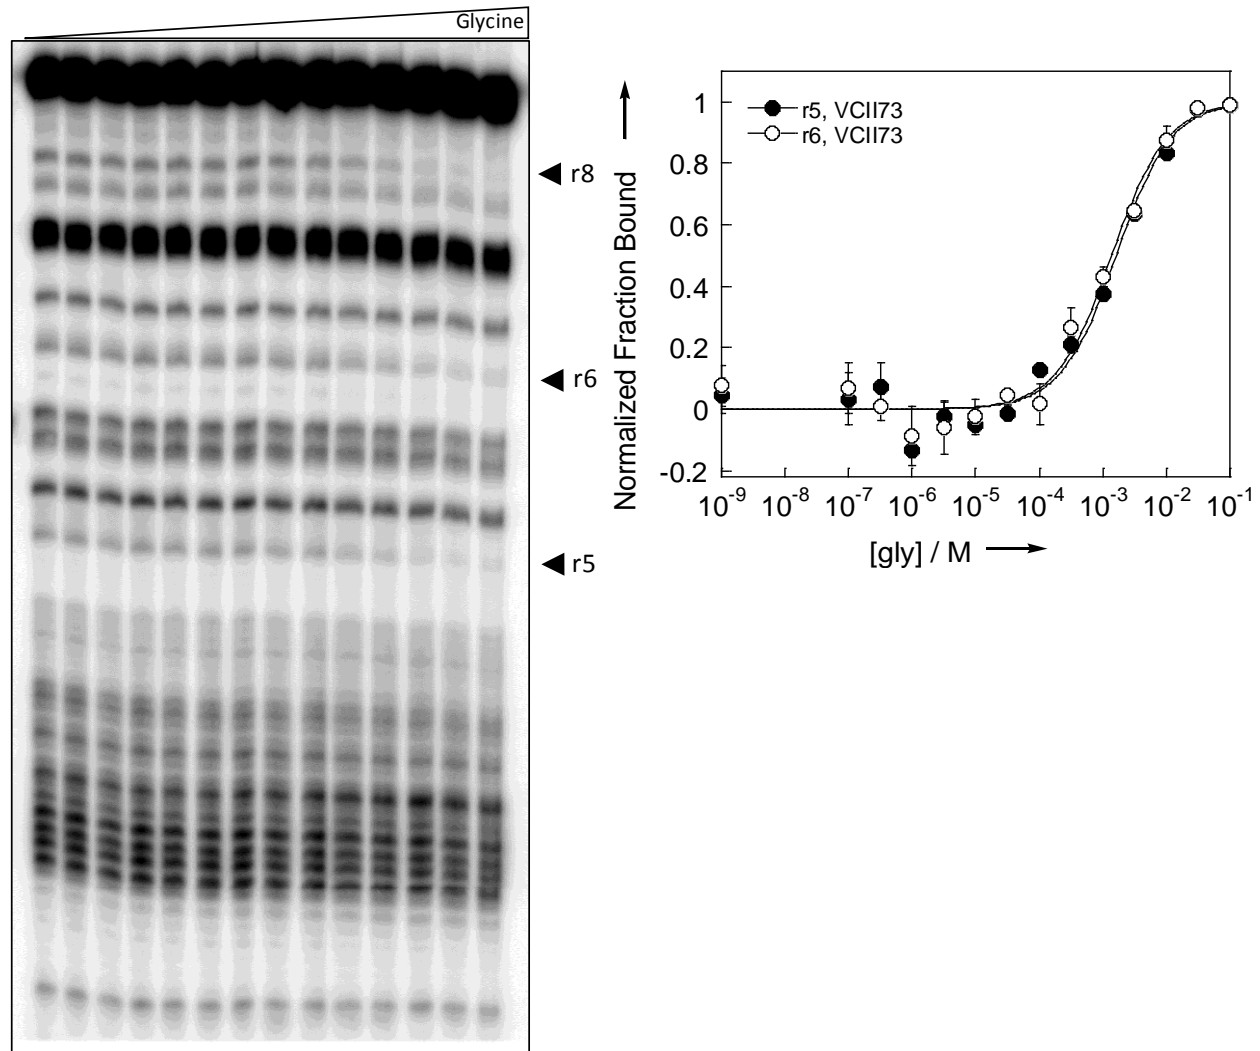 Glycine
r8
r6
r5
Normalized Fraction Bound
r5, VCII73
r6, VCII73
1
0.8
0.6
0.4
0.2
0
-0.2
10⁻⁹ 10⁻⁸ 10⁻⁷ 10⁻⁶ 10⁻⁵ 10⁻⁴ 10⁻³ 10⁻² 10⁻¹
[gly] / M